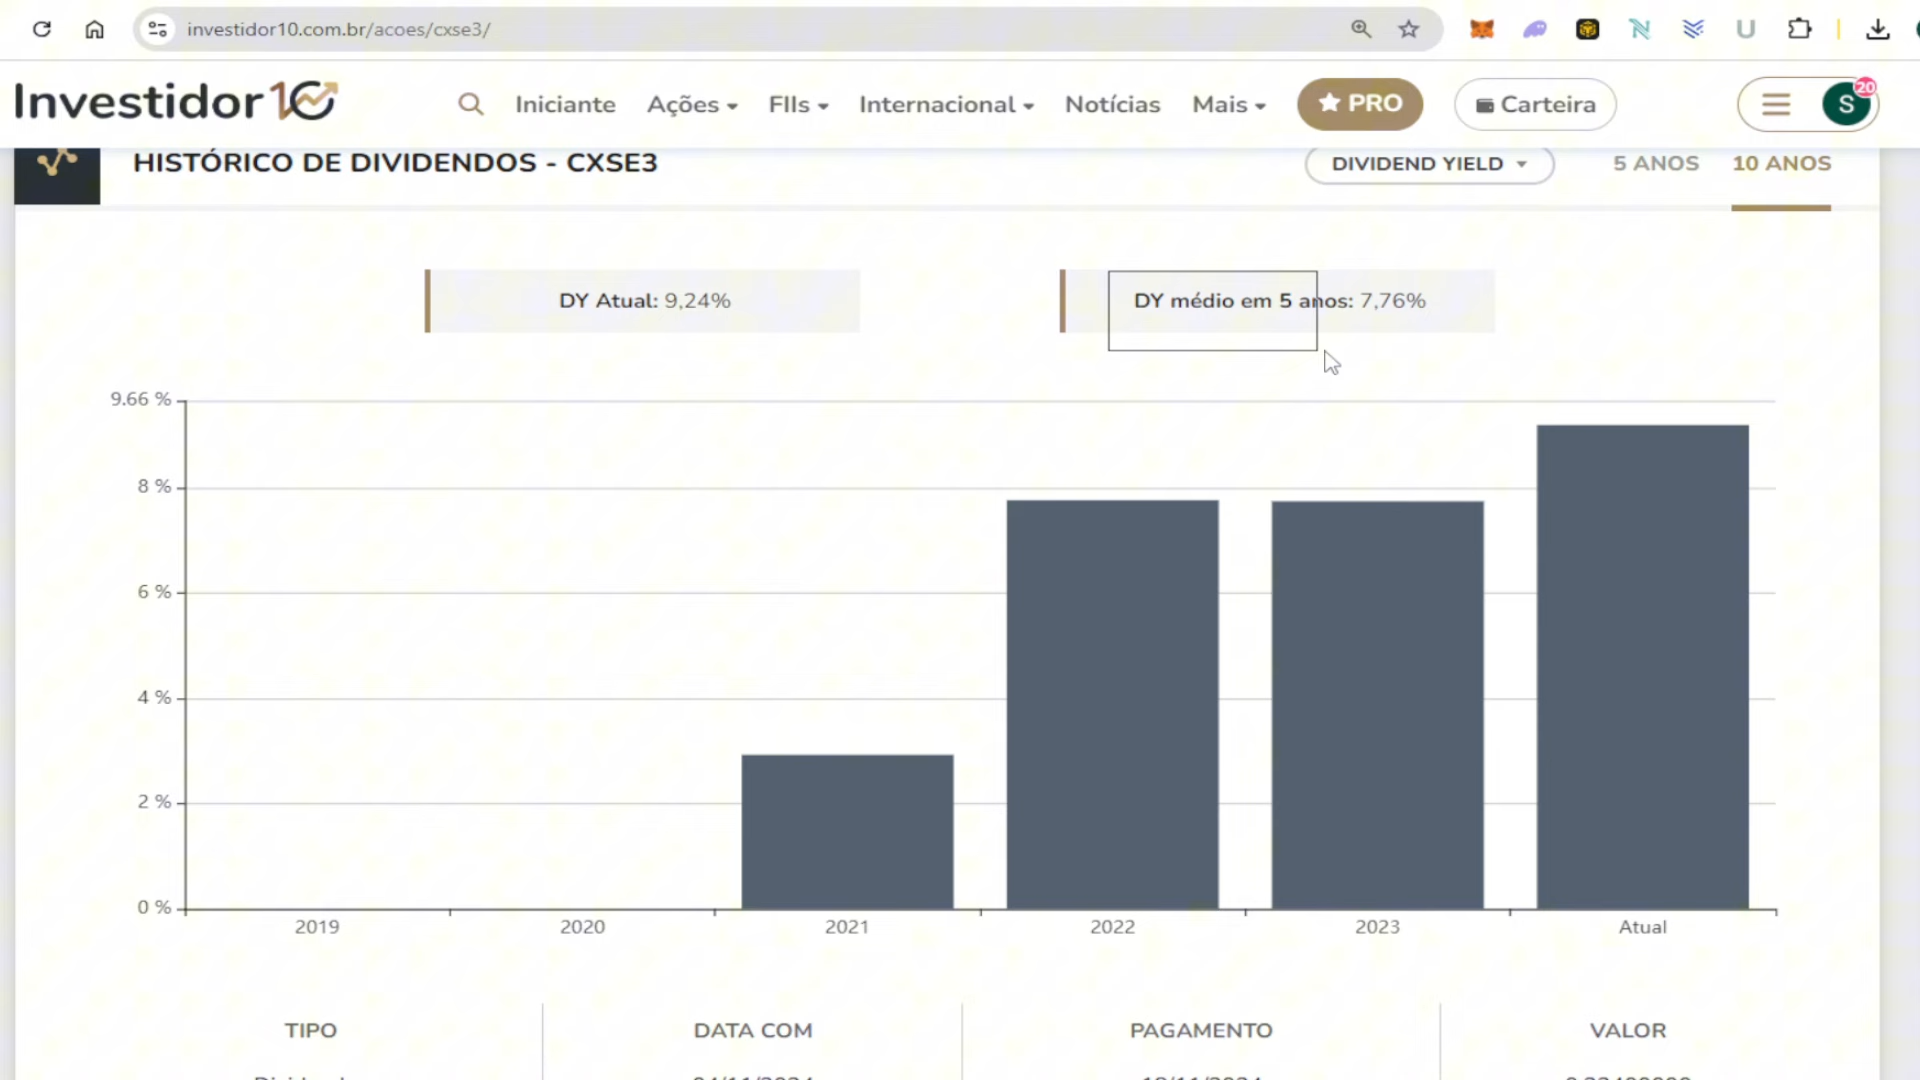 investidor10.com.br/acoes/cxse3/
Investidor 10
Iniciante
Ações
FIIs
Internacional
Notícias
Mais
PRO
Carteira
S
20
HISTÓRICO DE DIVIDENDOS - CXSE3
DIVIDEND YIELD
5 ANOS
10 ANOS
DY Atual: 9,24%
DY médio em 5 anos: 7,76%
9.66 %
8 %
6 %
4 %
2 %
0 %
2019
2020
2021
2022
2023
Atual
TIPO
DATA COM
PAGAMENTO
VALOR